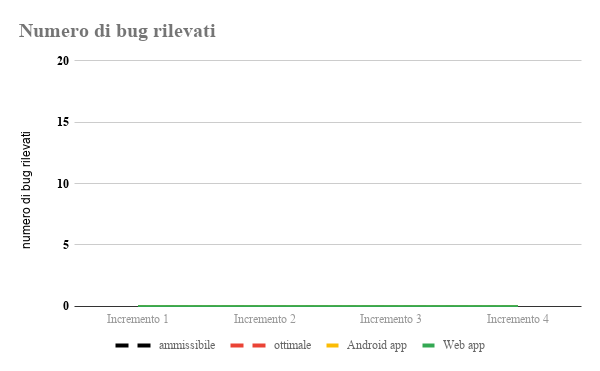 Numero di bug rilevati
numero di bug rilevati
20
15
10
5
0
Incremento 1 Incremento 2 Incremento 3 Incremento 4
ammissibile ottimale Android app Web app